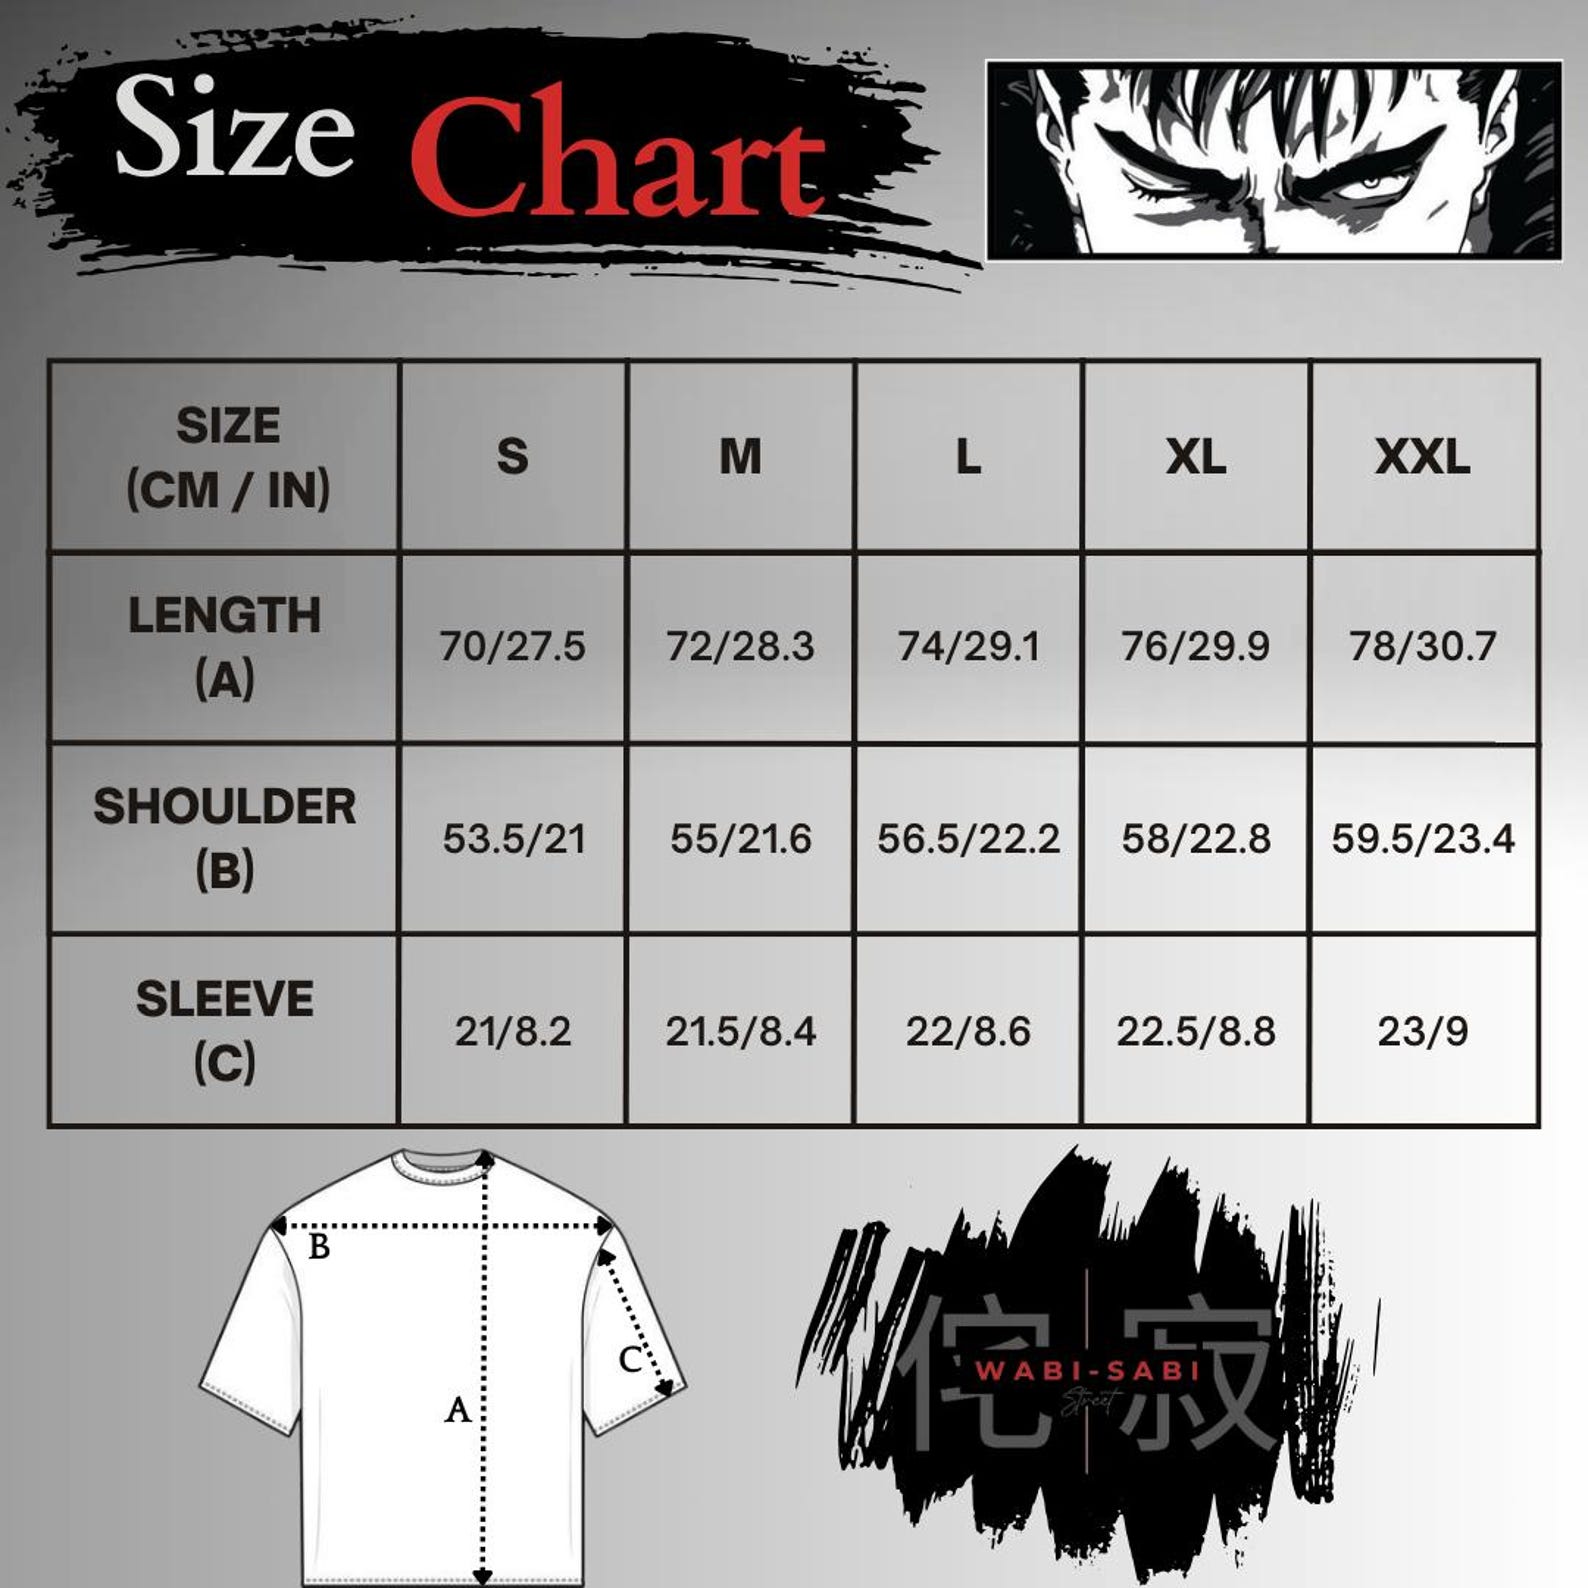 Size Chart
SIZE
(CM / IN)
S
M
L
XL
XXL
LENGTH
(A)
70/27.5
72/28.3
74/29.1
76/29.9
78/30.7
SHOULDER
(B)
53.5/21
55/21.6
56.5/22.2
58/22.8
59.5/23.4
SLEEVE
(C)
21/8.2
21.5/8.4
22/8.6
22.5/8.8
23/9
B
C
A
侘寂
WABI-SABI
Street